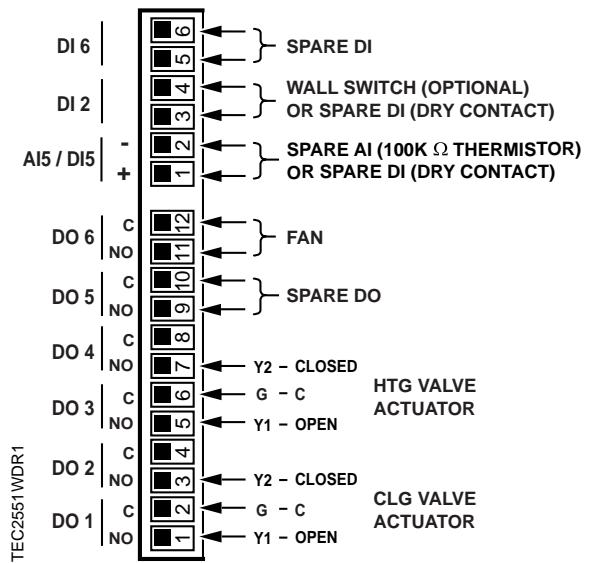 DI 6 6 SPARE DI
5
DI 2 4 WALL SWITCH (OPTIONAL)
3 OR SPARE DI (DRY CONTACT)
AI5 / DI5 - 2 SPARE AI (100K Ω THERMISTOR)
+ 1 OR SPARE DI (DRY CONTACT)
DO 6 C 12 FAN
NO 11
DO 5 C 10 SPARE DO
NO 9
DO 4 C 8
NO 7 Y2 – CLOSED
DO 3 C 6 G – C HTG VALVE
NO 5 Y1 – OPEN ACTUATOR
DO 2 C 4
NO 3 Y2 – CLOSED
DO 1 C 2 G – C CLG VALVE
NO 1 Y1 – OPEN ACTUATOR
TEC2551WDR1